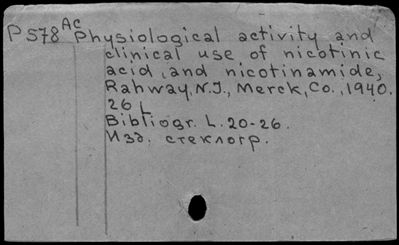 P 578 Ac Physiological activity and
clinical use of nicotinic
acid, and nicotinamide,
Rahway, N.J., Merck, Co., 1940.
26 L
Bibliogr. L. 20-26.
Изд. стеклогр.